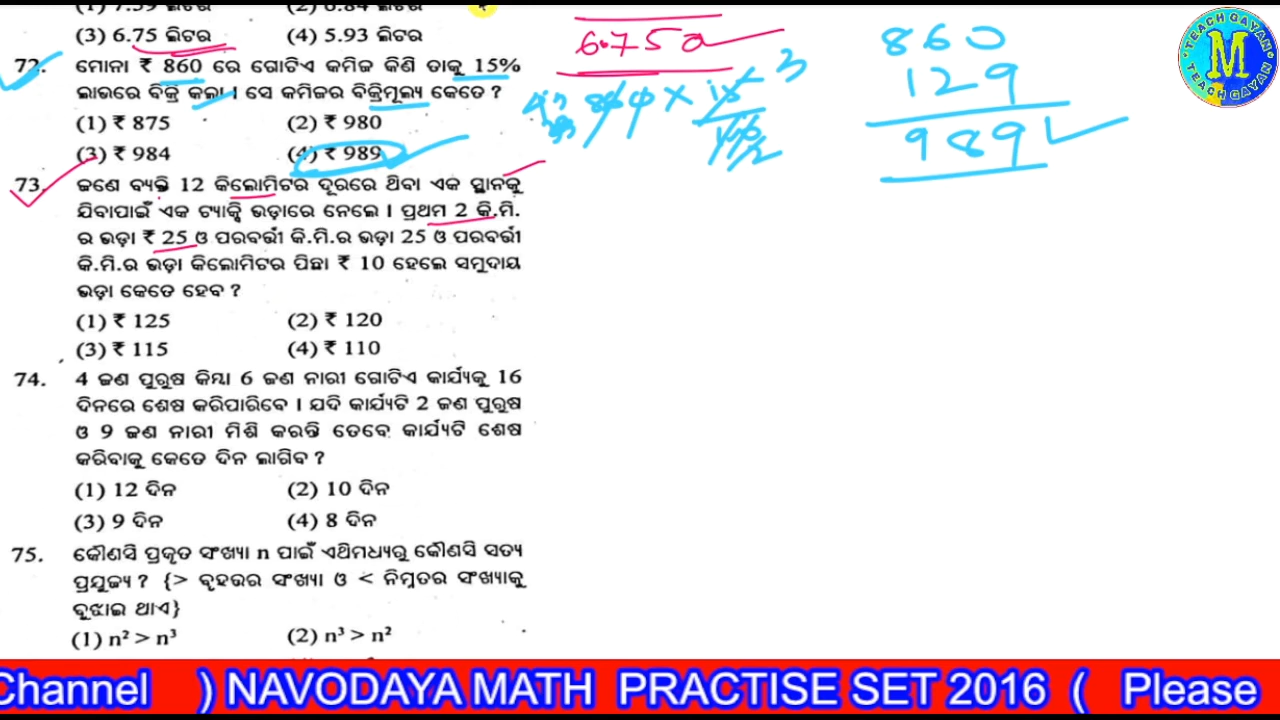 (3) 6.75 ଲିଟର (4) 5.93 ଲିଟର
6.75
72. ମୋନା ₹ 860 ରେ ଗୋଟିଏ କମିଜ କିଣି ତାକୁ 15%
ଲାଭରେ ବିକ୍ରି କଲା । ସେ କମିଜର ବିକ୍ରିମୂଲ୍ୟ କେତେ ?
(1) ₹ 875 (2) ₹ 980
(3) ₹ 984 (4) ₹ 989
860
129
989
73. ଜଣେ ବ୍ୟକ୍ତି 12 କିଲୋମିଟର ଦୂରରେ ଥିବା ଏକ ସ୍ଥାନକୁ
ଯିବାପାଇଁ ଏକ ଟ୍ୟାକ୍ସି ଭଡ଼ାରେ ନେଲେ । ପ୍ରଥମ 2 କି.ମି.
ର ଭଡ଼ା ₹ 25 ଓ ପରବର୍ତ୍ତୀ କି.ମି.ର ଭଡ଼ା 25 ଓ ପରବର୍ତ୍ତୀ
କି.ମି.ର ଭଡ଼ା କିଲୋମିଟର ପିଛା ₹ 10 ହେଲେ ସମୁଦାୟ
ଭଡ଼ା କେତେ ହେବ ?
(1) ₹ 125 (2) ₹ 120
(3) ₹ 115 (4) ₹ 110
74. 4 ଜଣ ପୁରୁଷ କିମ୍ବା 6 ଜଣ ନାରୀ ଗୋଟିଏ କାର୍ଯ୍ୟକୁ 16
ଦିନରେ ଶେଷ କରିପାରିବେ । ଯଦି କାର୍ଯ୍ୟଟି 2 ଜଣ ପୁରୁଷ
ଓ 9 ଜଣ ନାରୀ ମିଶି କରନ୍ତି ତେବେ କାର୍ଯ୍ୟଟି ଶେଷ
କରିବାକୁ କେତେ ଦିନ ଲାଗିବ ?
(1) 12 ଦିନ (2) 10 ଦିନ
(3) 9 ଦିନ (4) 8 ଦିନ
75. କୌଣସି ପ୍ରକୃତ ସଂଖ୍ୟା n ପାଇଁ ଏଥିମଧ୍ୟରୁ କୌଣସି ସତ୍ୟ
ପ୍ରଯୁଜ୍ୟ ? {> ବୃହତ୍ତର ସଂଖ୍ୟା ଓ < ନିମ୍ନତର ସଂଖ୍ୟାକୁ
ବୁଝାଇ ଥାଏ}
(1) n² > n³ (2) n³ > n²
TEACH GAYAN
M
TEACH GAYAN
Channel ) NAVODAYA MATH PRACTISE SET 2016 ( Please